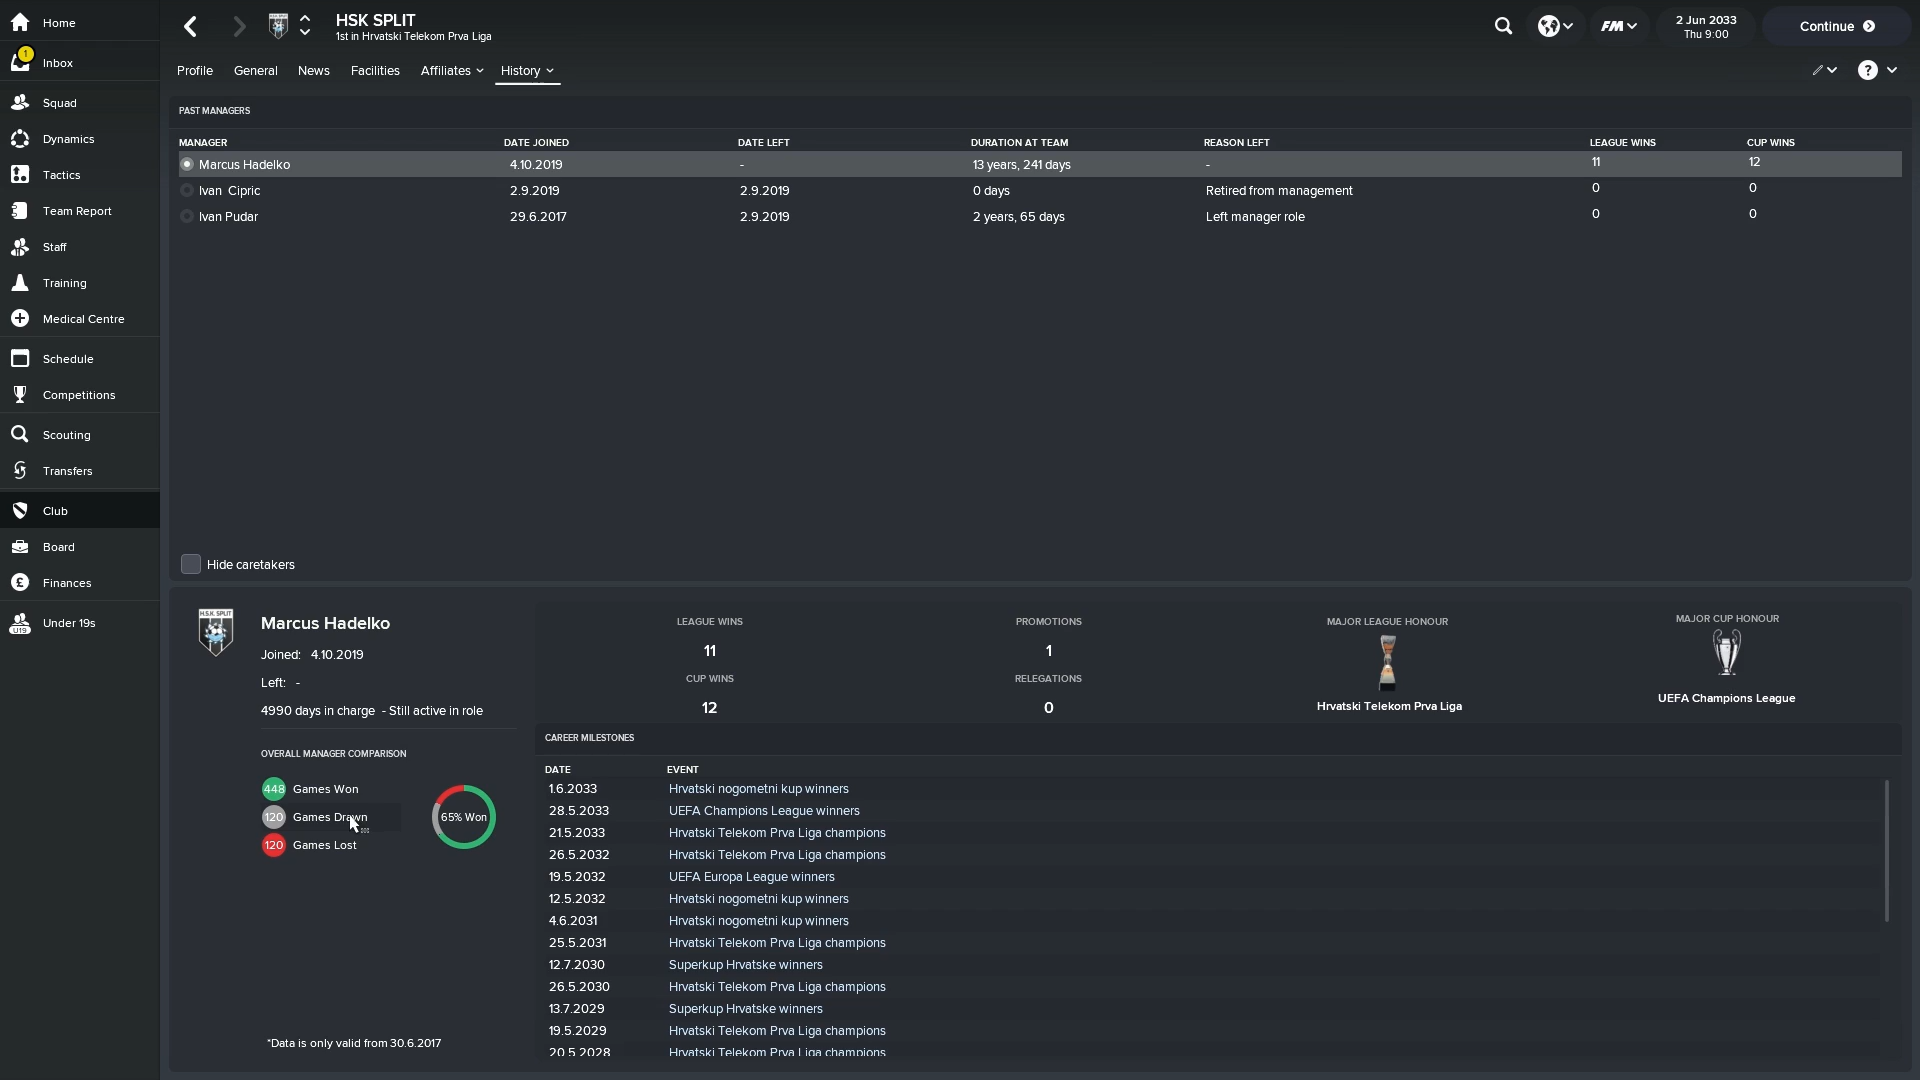 Home
Inbox
1
Squad
Dynamics
Tactics
Team Report
Staff
Training
Medical Centre
Schedule
Competitions
Scouting
Transfers
Club
Board
Finances
U19
Under 19s
HSK SPLIT
1st in Hrvatski Telekom Prva Liga
FM
2 Jun 2033
Thu 9:00
Continue
Profile General News Facilities Affiliates History
?
PAST MANAGERS
MANAGER DATE JOINED DATE LEFT DURATION AT TEAM REASON LEFT LEAGUE WINS CUP WINS
Marcus Hadelko 4.10.2019 - 13 years, 241 days - 11 12
Ivan Cipric 2.9.2019 2.9.2019 0 days Retired from management 0 0
Ivan Pudar 29.6.2017 2.9.2019 2 years, 65 days Left manager role 0 0
Hide caretakers
H.S.K. SPLIT
Marcus Hadelko
Joined: 4.10.2019
Left: -
4990 days in charge - Still active in role
OVERALL MANAGER COMPARISON
448 Games Won
120 Games Drawn
120 Games Lost
65% Won
*Data is only valid from 30.6.2017
LEAGUE WINS
11
CUP WINS
12
PROMOTIONS
1
RELEGATIONS
0
MAJOR LEAGUE HONOUR
Hrvatski Telekom Prva Liga
MAJOR CUP HONOUR
UEFA Champions League
CAREER MILESTONES
DATE EVENT
1.6.2033 Hrvatski nogometni kup winners
28.5.2033 UEFA Champions League winners
21.5.2033 Hrvatski Telekom Prva Liga champions
26.5.2032 Hrvatski Telekom Prva Liga champions
19.5.2032 UEFA Europa League winners
12.5.2032 Hrvatski nogometni kup winners
4.6.2031 Hrvatski nogometni kup winners
25.5.2031 Hrvatski Telekom Prva Liga champions
12.7.2030 Superkup Hrvatske winners
26.5.2030 Hrvatski Telekom Prva Liga champions
13.7.2029 Superkup Hrvatske winners
19.5.2029 Hrvatski Telekom Prva Liga champions
20.5.2028 Hrvatski Telekom Prva Liga champions